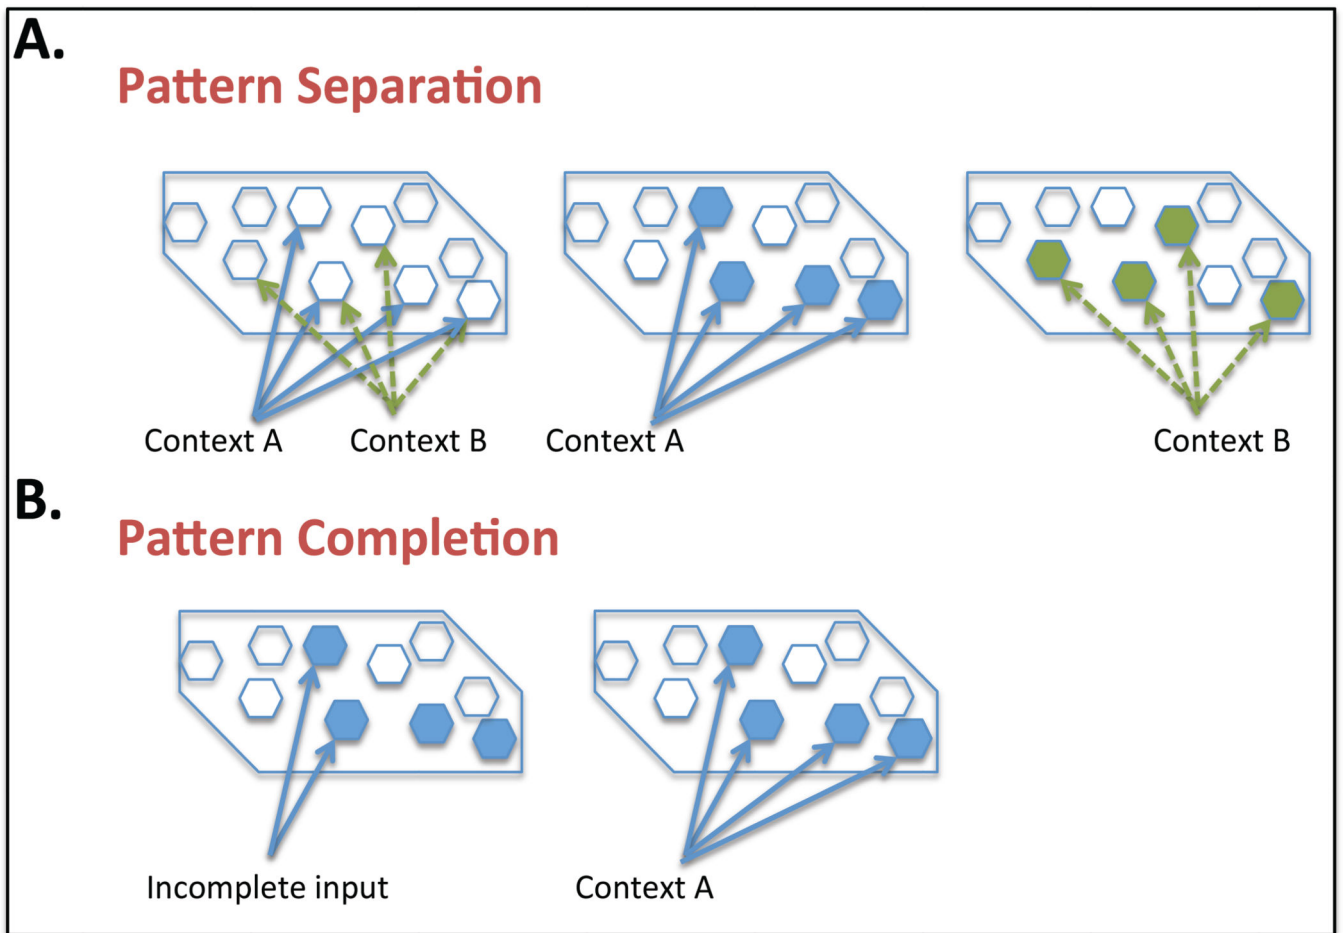 A.
Pattern Separation
Context A
Context B
Context A
Context B
B.
Pattern Completion
Incomplete input
Context A